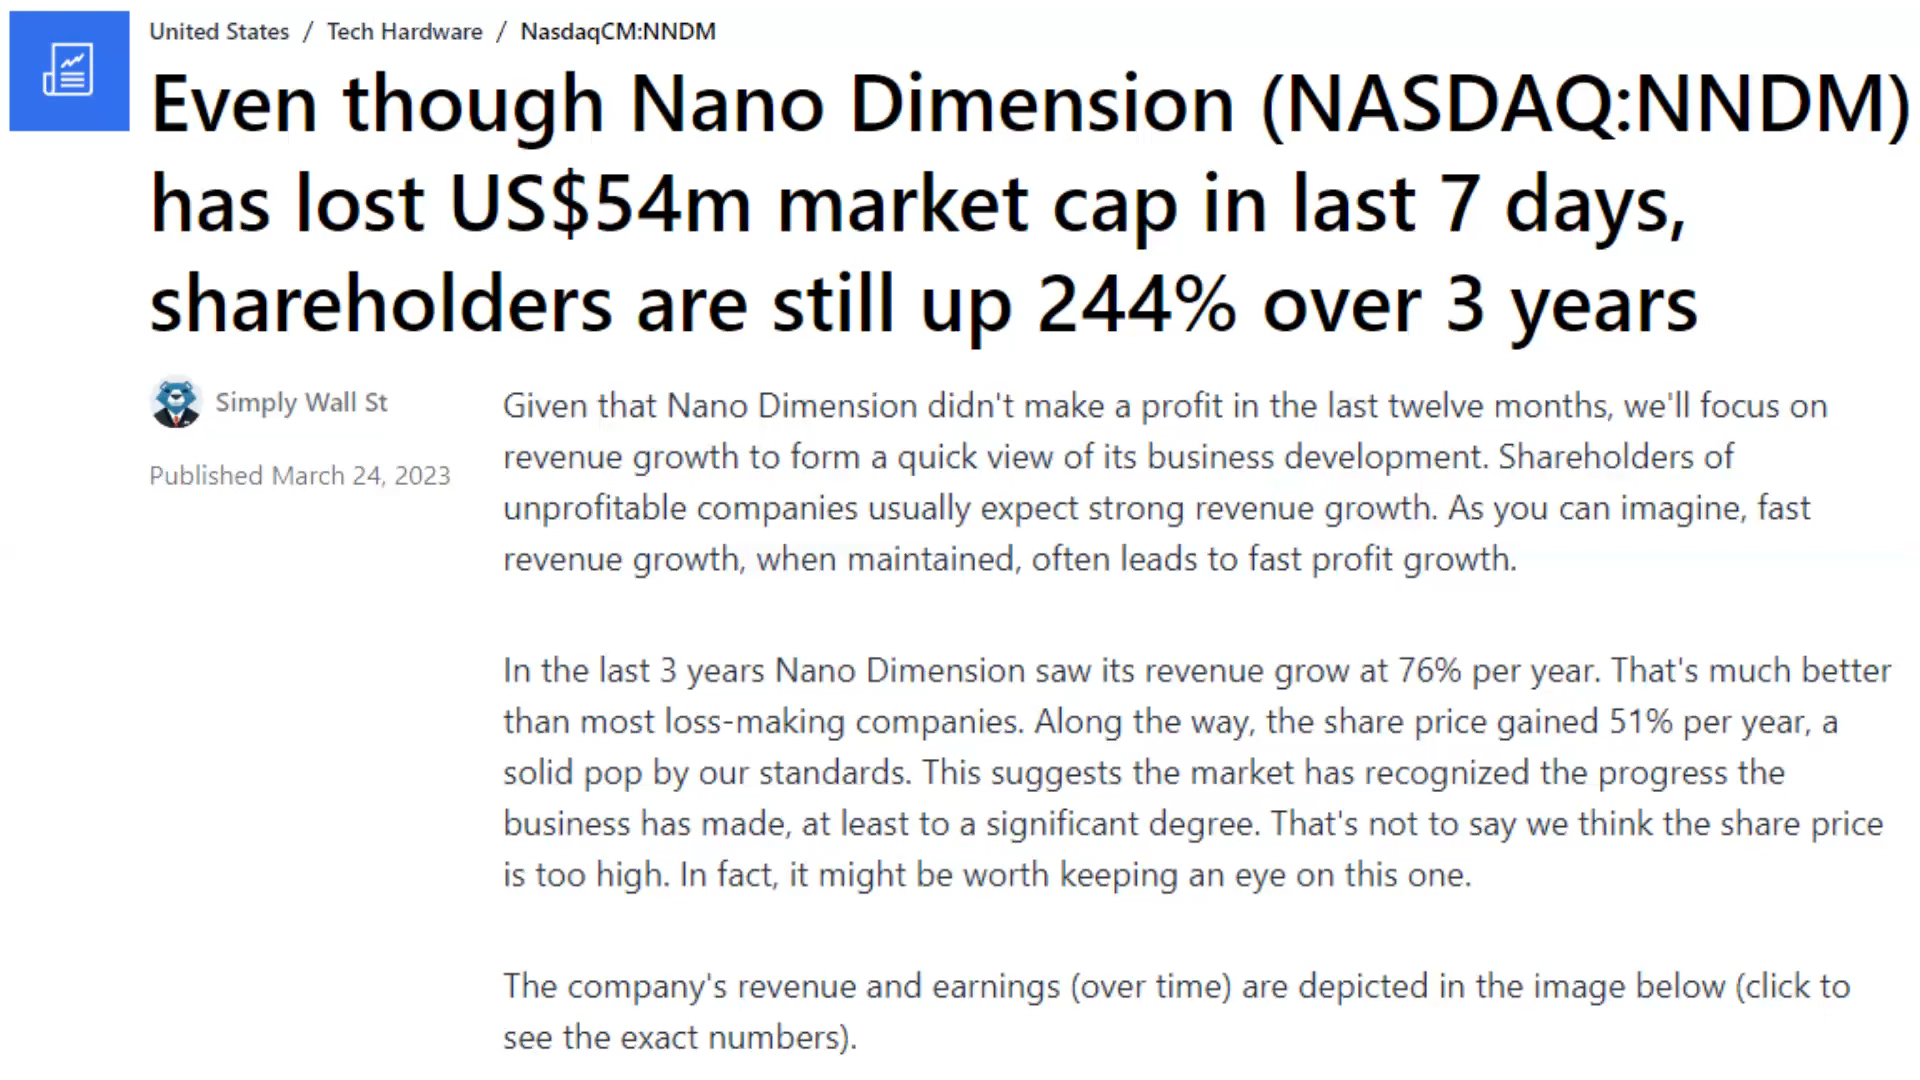 United States / Tech Hardware / NasdaqCM:NNDM
Even though Nano Dimension (NASDAQ:NNDM)
has lost US$54m market cap in last 7 days,
shareholders are still up 244% over 3 years
Simply Wall St
Published March 24, 2023
Given that Nano Dimension didn't make a profit in the last twelve months, we'll focus on
revenue growth to form a quick view of its business development. Shareholders of
unprofitable companies usually expect strong revenue growth. As you can imagine, fast
revenue growth, when maintained, often leads to fast profit growth.
In the last 3 years Nano Dimension saw its revenue grow at 76% per year. That's much better
than most loss-making companies. Along the way, the share price gained 51% per year, a
solid pop by our standards. This suggests the market has recognized the progress the
business has made, at least to a significant degree. That's not to say we think the share price
is too high. In fact, it might be worth keeping an eye on this one.
The company's revenue and earnings (over time) are depicted in the image below (click to
see the exact numbers).